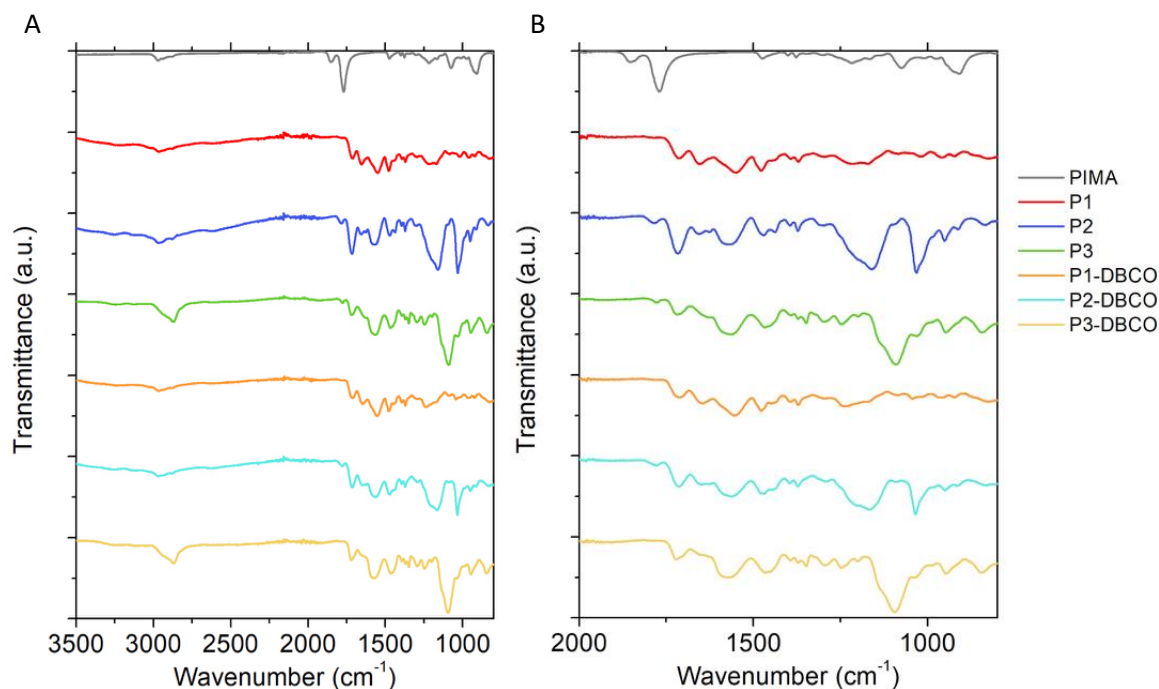 A
B
Transmittance (a.u.)
3500 3000 2500 2000 1500 1000
Wavenumber (cm⁻¹)
Transmittance (a.u.)
2000 1500 1000
Wavenumber (cm⁻¹)
PIMA
P1
P2
P3
P1-DBCO
P2-DBCO
P3-DBCO